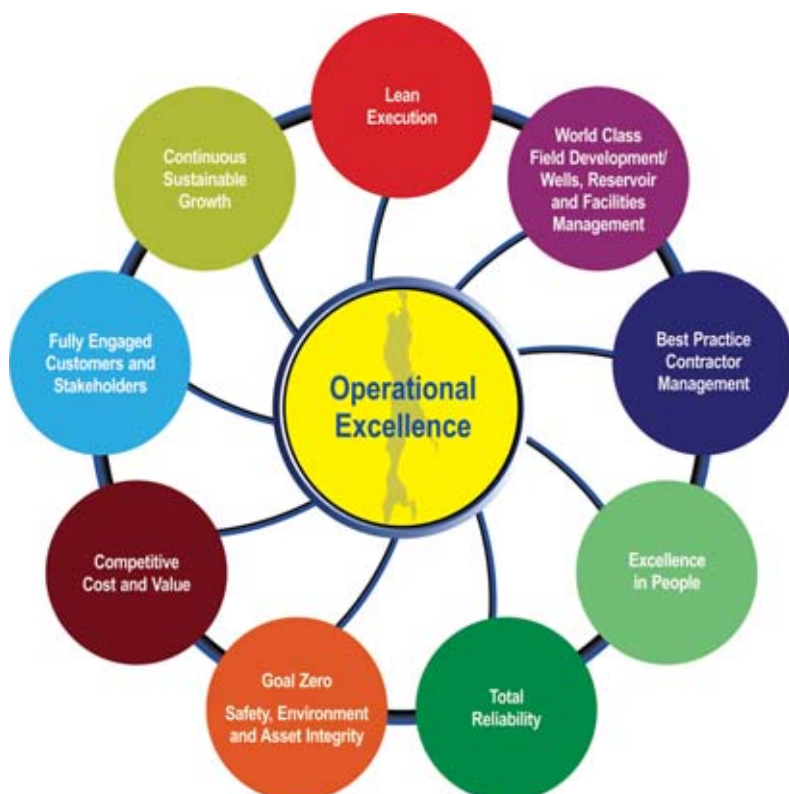 Lean
Execution
World Class
Field Development/
Wells, Reservoir
and Facilities
Management
Best Practice
Contractor
Management
Excellence
in People
Total
Reliability
Goal Zero
Safety, Environment
and Asset Integrity
Competitive
Cost and Value
Fully Engaged
Customers and
Stakeholders
Continuous
Sustainable
Growth
Operational
Excellence